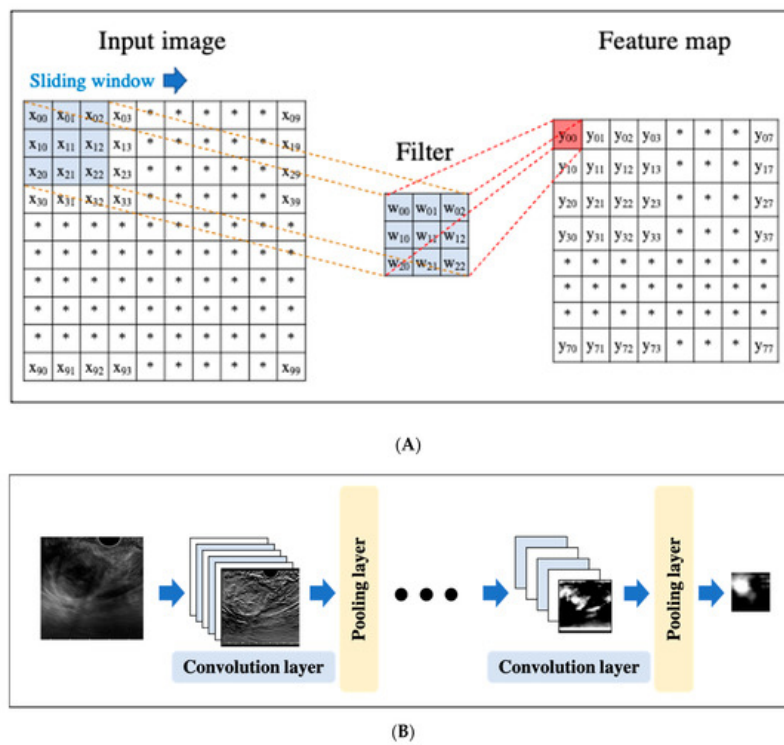 Input image
Sliding window
x₀₀ x₀₁ x₀₂ x₀₃ * * * * * x₀₉
x₁₀ x₁₁ x₁₂ x₁₃ * * * * * x₁₉
x₂₀ x₂₁ x₂₂ x₂₃ * * * * * x₂₉
x₃₀ x₃₁ x₃₂ x₃₃ * * * * * x₃₉
* * * * * * * * * *
* * * * * * * * * *
* * * * * * * * * *
* * * * * * * * * *
* * * * * * * * * *
x₉₀ x₉₁ x₉₂ x₉₃ * * * * * x₉₉
Filter
w₀₀ w₀₁ w₀₂
w₁₀ w₁₁ w₁₂
w₂₀ w₂₁ w₂₂
Feature map
y₀₀ y₀₁ y₀₂ y₀₃ * * * y₀₇
y₁₀ y₁₁ y₁₂ y₁₃ * * * y₁₇
y₂₀ y₂₁ y₂₂ y₂₃ * * * y₂₇
y₃₀ y₃₁ y₃₂ y₃₃ * * * y₃₇
* * * * * * * *
* * * * * * * *
* * * * * * * *
y₇₀ y₇₁ y₇₂ y₇₃ * * * y₇₇
(A)
Convolution layer
Pooling layer
Convolution layer
Pooling layer
(B)